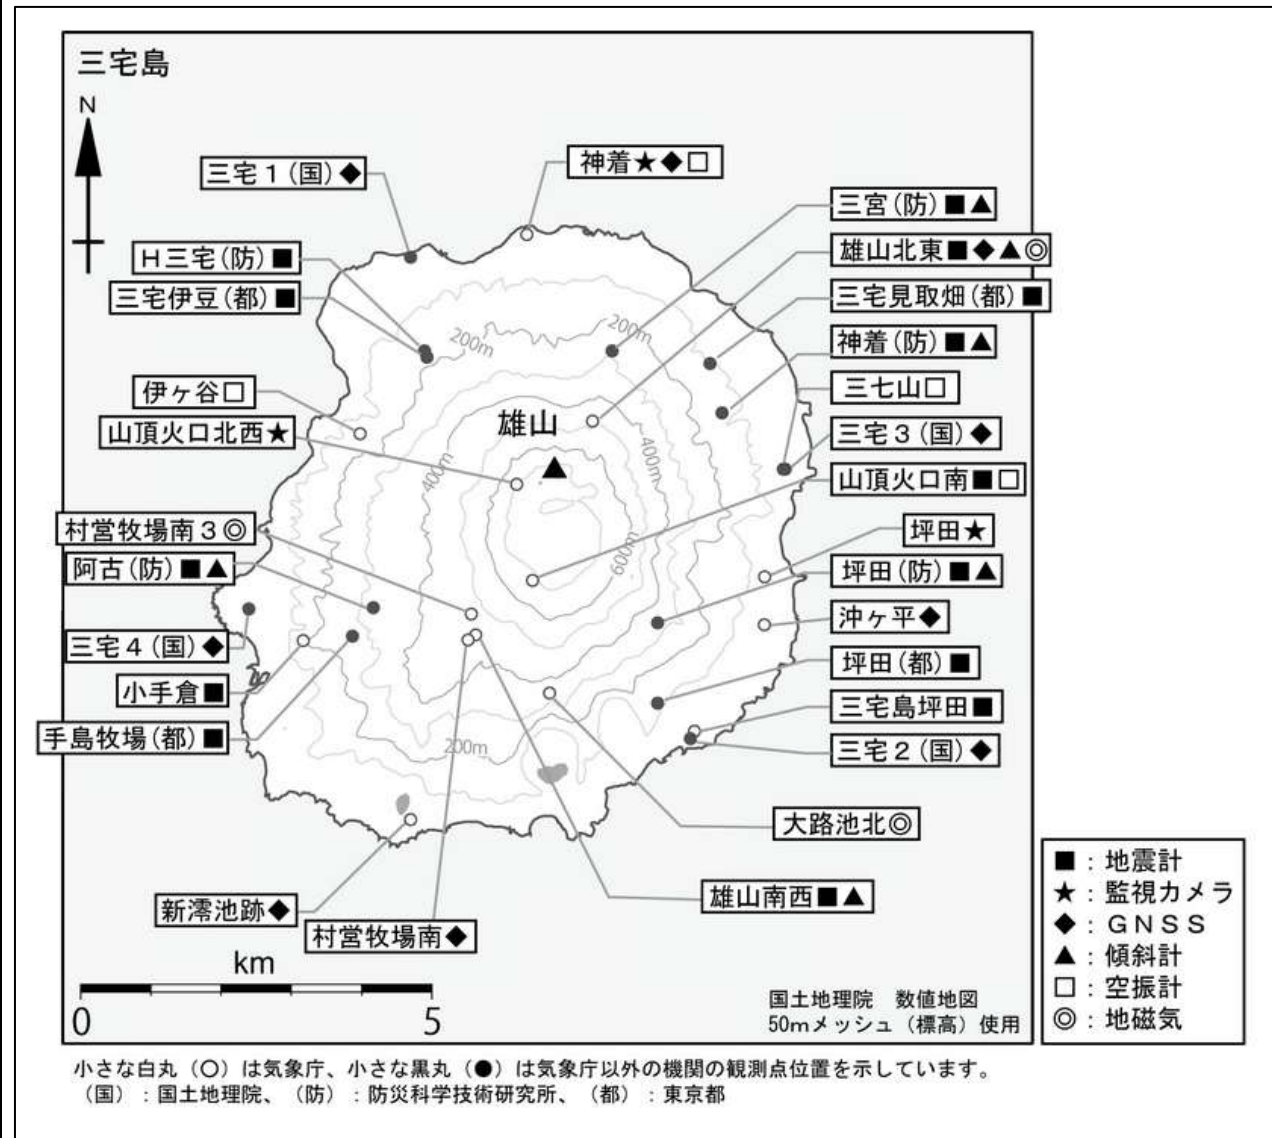 三宅島
N
三宅１(国)◆
神着★◆□
三宮(防)■▲
H三宅(防)■
雄山北東■◆▲◎
三宅伊豆(都)■
三宅見取畑(都)■
200m
200m
神着(防)■▲
伊ヶ谷□
三七山□
山頂火口北西★
雄山
三宅３(国)◆
400m
400m
山頂火口南■□
村営牧場南３◎
坪田★
600m
阿古(防)■▲
坪田(防)■▲
沖ヶ平◆
三宅４(国)◆
坪田(都)■
小手倉■
三宅島坪田■
手島牧場(都)■
200m
三宅２(国)◆
大路池北◎
雄山南西■▲
新澪池跡◆
村営牧場南◆
km
0 5
国土地理院　数値地図
50mメッシュ（標高）使用
■：地震計
★：監視カメラ
◆：ＧＮＳＳ
▲：傾斜計
□：空振計
◎：地磁気
小さな白丸（○）は気象庁、小さな黒丸（●）は気象庁以外の機関の観測点位置を示しています。
（国）：国土地理院、（防）：防災科学技術研究所、（都）：東京都